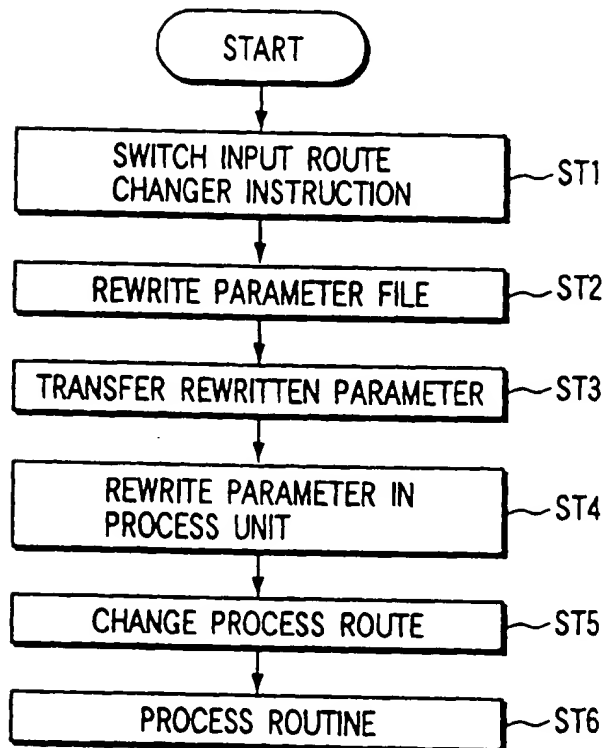 START
SWITCH INPUT ROUTE
CHANGER INSTRUCTION
ST1
REWRITE PARAMETER FILE
ST2
TRANSFER REWRITTEN PARAMETER
ST3
REWRITE PARAMETER IN
PROCESS UNIT
ST4
CHANGE PROCESS ROUTE
ST5
PROCESS ROUTINE
ST6